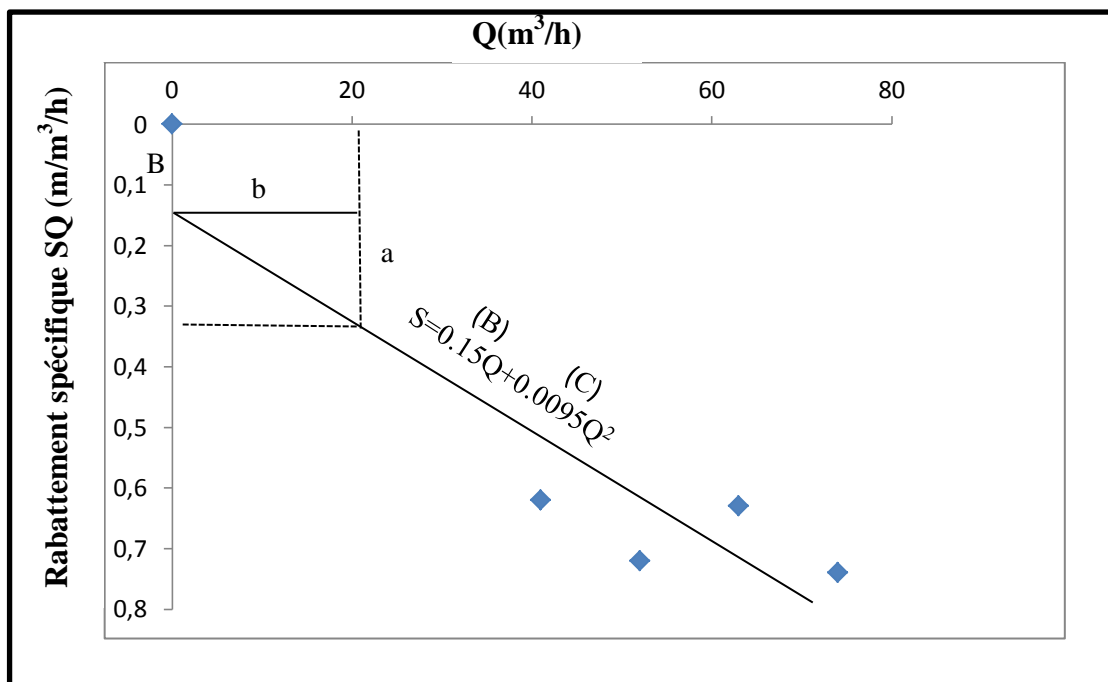 Q(m³/h)
0 20 40 60 80
Rabattement spécifique SQ (m/m³/h)
0
B
0,1
b
0,2
a
0,3
(B)
S=0.15Q+0.0095Q²
(C)
0,4
0,5
0,6
0,7
0,8